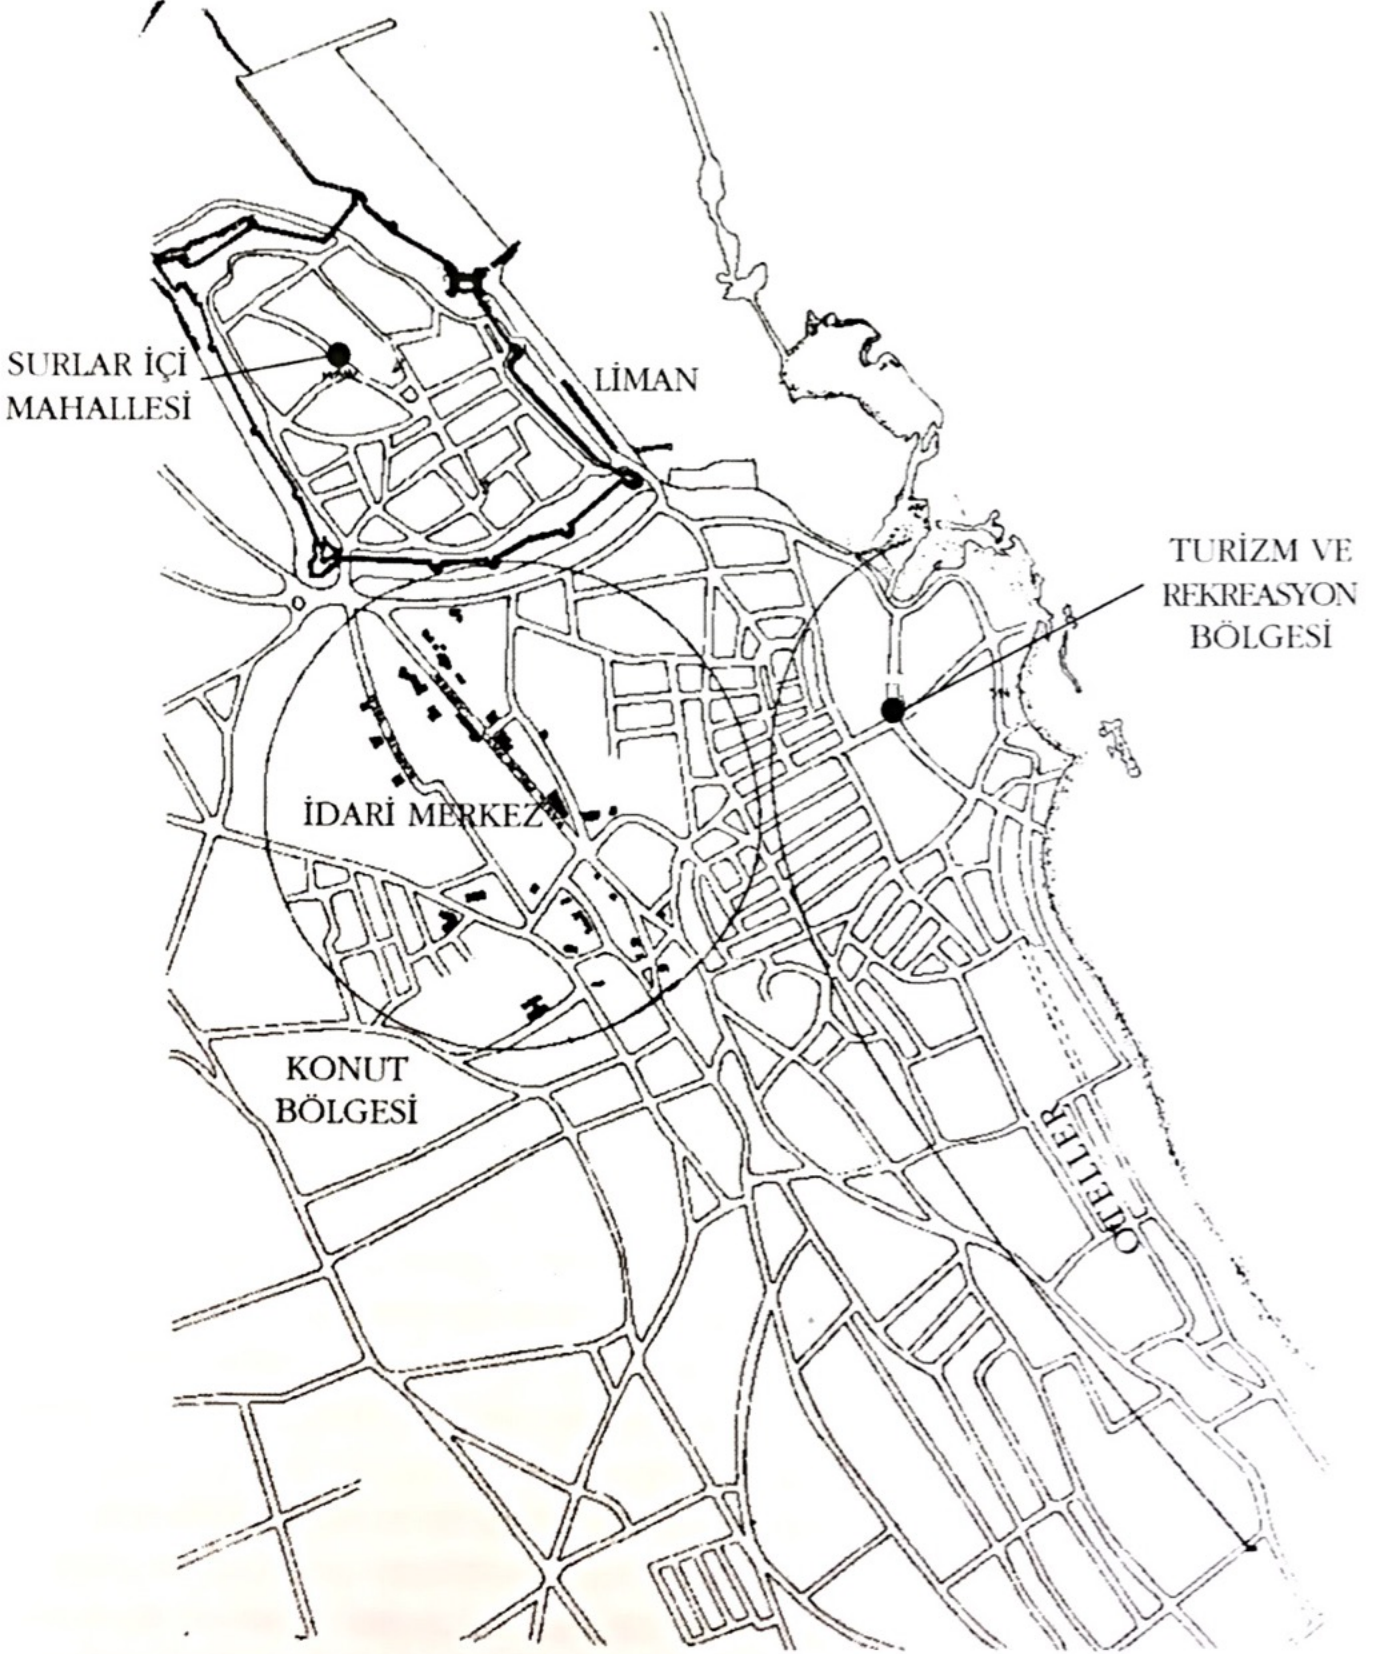 SURLAR İÇİ
MAHALLESİ
LİMAN
TURİZM VE
REKREASYON
BÖLGESİ
İDARİ MERKEZ
KONUT
BÖLGESİ
OTELLER